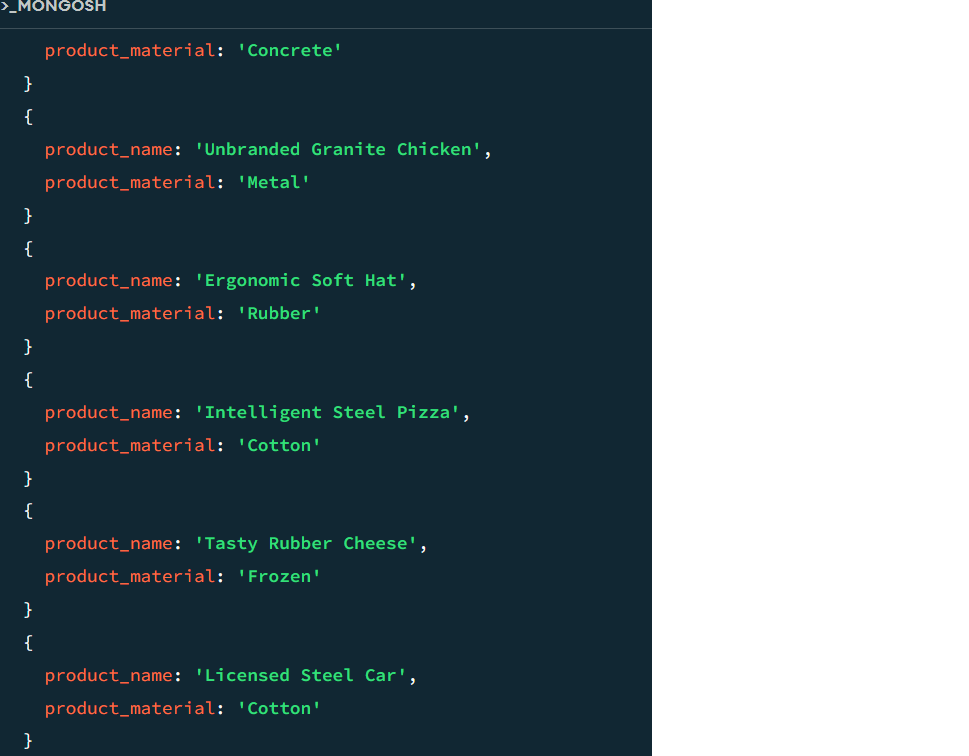 >_MONGOSH
product_material: 'Concrete'
}
{
product_name: 'Unbranded Granite Chicken',
product_material: 'Metal'
}
{
product_name: 'Ergonomic Soft Hat',
product_material: 'Rubber'
}
{
product_name: 'Intelligent Steel Pizza',
product_material: 'Cotton'
}
{
product_name: 'Tasty Rubber Cheese',
product_material: 'Frozen'
}
{
product_name: 'Licensed Steel Car',
product_material: 'Cotton'
}